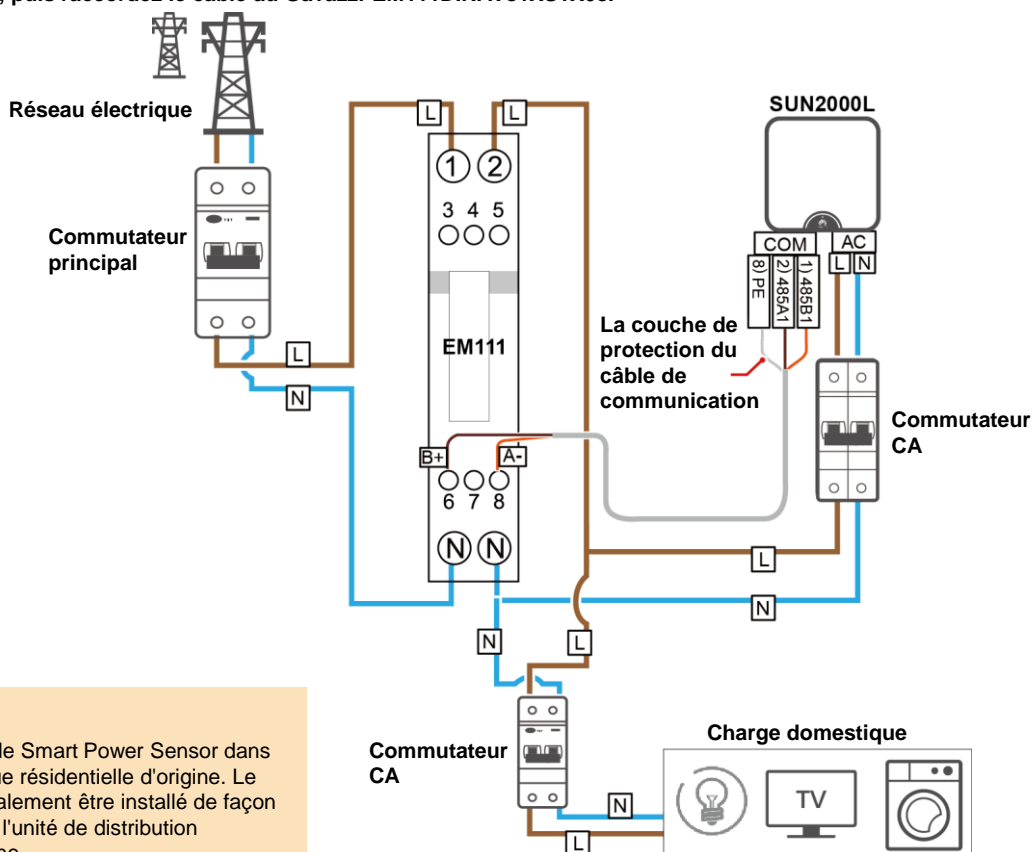 Réseau électrique
Commutateur
principal
L
N
L
L
1
2
3 4 5
EM111
B+
A-
6 7 8
N
N
SUN2000L
COM
AC
L
N
8) PE
2) 485A1
1) 485B1
La couche de
protection du
câble de
communication
Commutateur
CA
L
N
N
L
Commutateur
CA
N
L
Charge domestique
TV
le Smart Power Sensor dans
ue résidentielle d'origine. Le
alement être installé de façon
l'unité de distribution